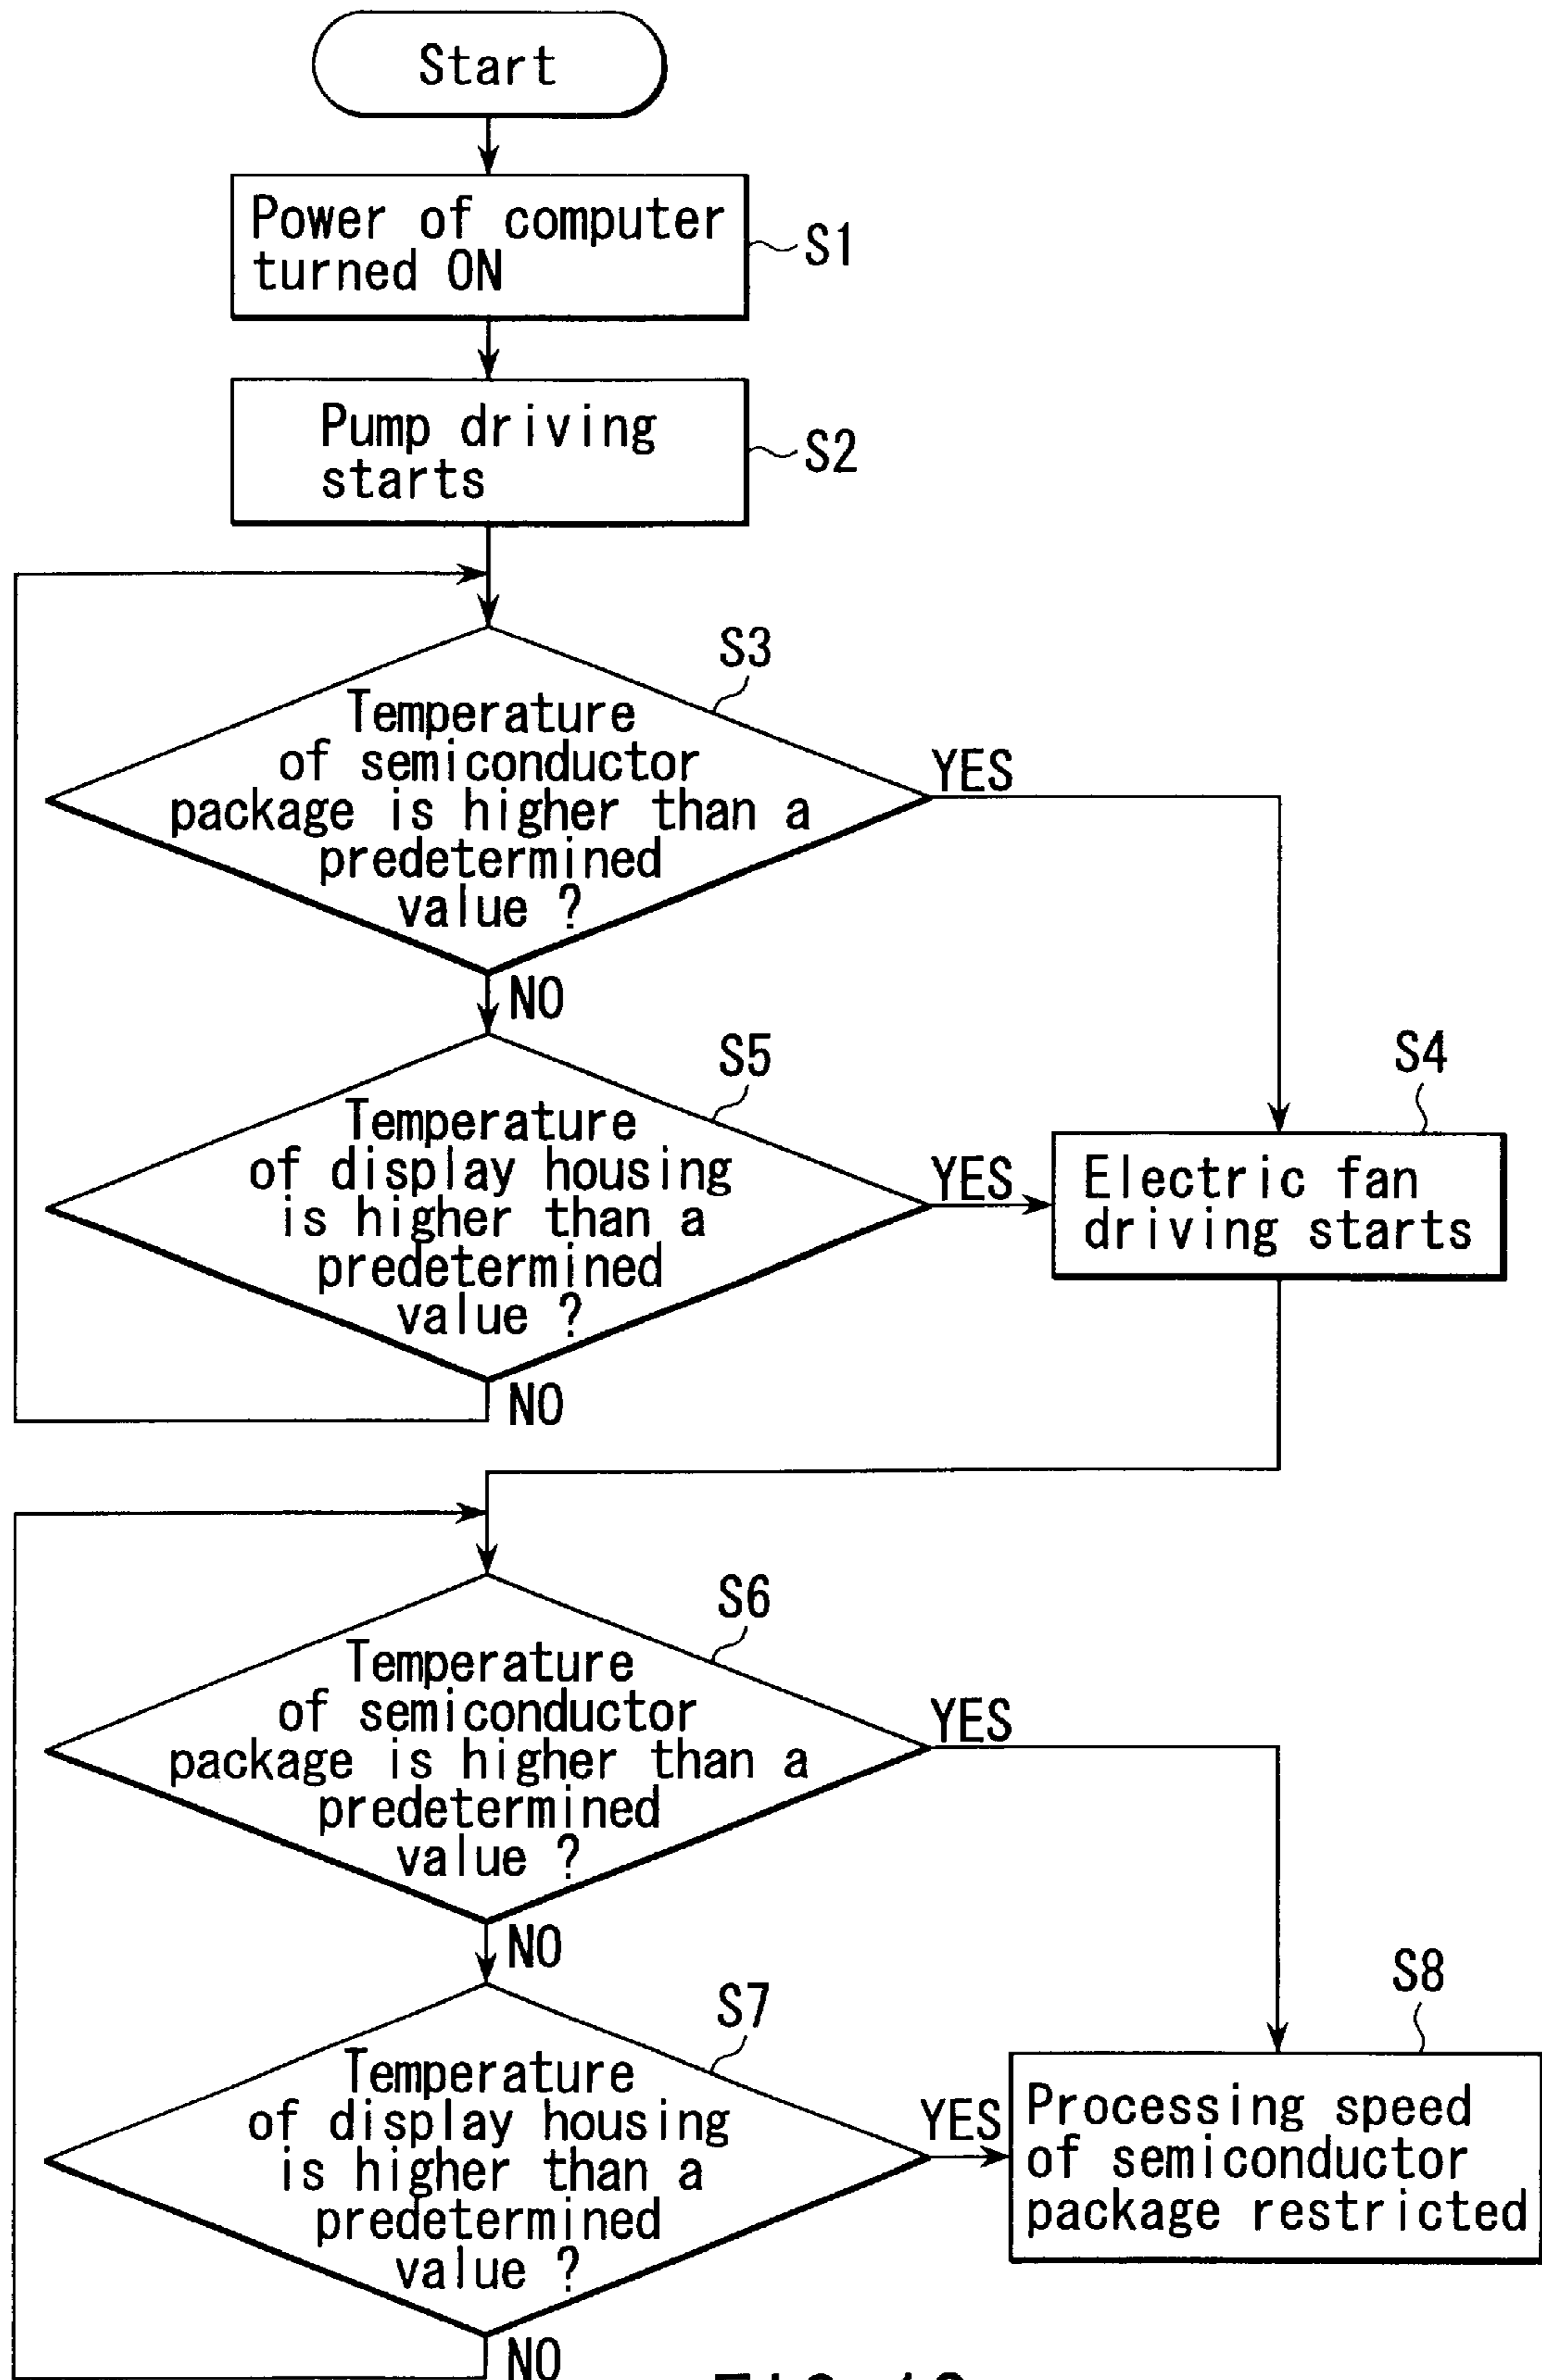 Start
Power of computer
turned ON
S1
Pump driving
starts
S2
S3
Temperature
of semiconductor
package is higher than a
predetermined
value ?
YES
NO
S5
Temperature
of display housing
is higher than a
predetermined
value ?
YES
NO
S4
Electric fan
driving starts
S6
Temperature
of semiconductor
package is higher than a
predetermined
value ?
YES
NO
S7
Temperature
of display housing
is higher than a
predetermined
value ?
YES
NO
S8
Processing speed
of semiconductor
package restricted